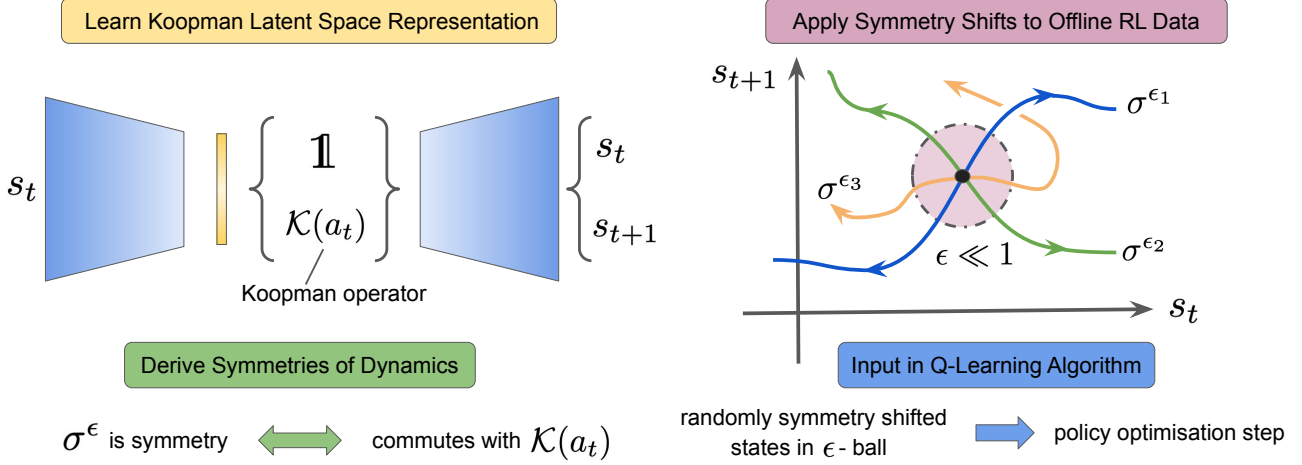 Learn Koopman Latent Space Representation
s_t
𝟙
𝒦(a_t)
Koopman operator
s_t
s_{t+1}
Derive Symmetries of Dynamics
σ^ϵ is symmetry
commutes with 𝒦(a_t)
Apply Symmetry Shifts to Offline RL Data
s_{t+1}
σ^{ϵ_1}
σ^{ϵ_3}
σ^{ϵ_2}
ϵ ≪ 1
s_t
Input in Q-Learning Algorithm
randomly symmetry shifted
states in ϵ - ball
policy optimisation step